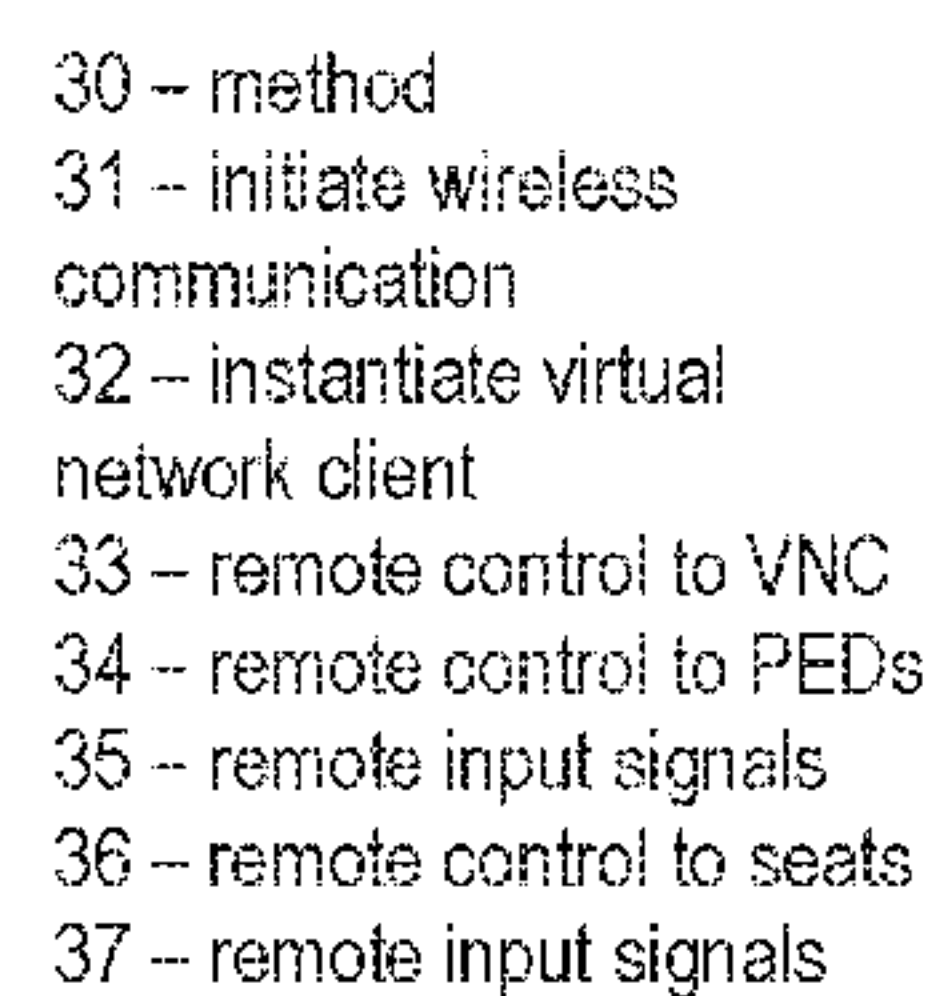 30 – method
31 – initiate wireless
communication
32 – instantiate virtual
network client
33 – remote control to VNC
34 – remote control to PEDs
35 – remote input signals
36 – remote control to seats
37 – remote input signals